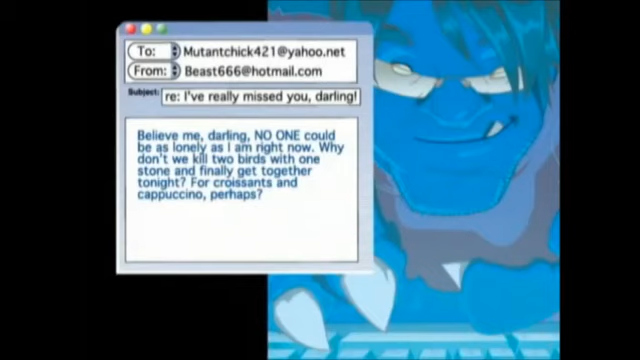 To: Mutantchick421@yahoo.net
From: Beast666@hotmail.com
Subject: re: I've really missed you, darling!
Believe me, darling, NO ONE could
be as lonely as I am right now. Why
don't we kill two birds with one
stone and finally get together
tonight? For croissants and
cappuccino, perhaps?